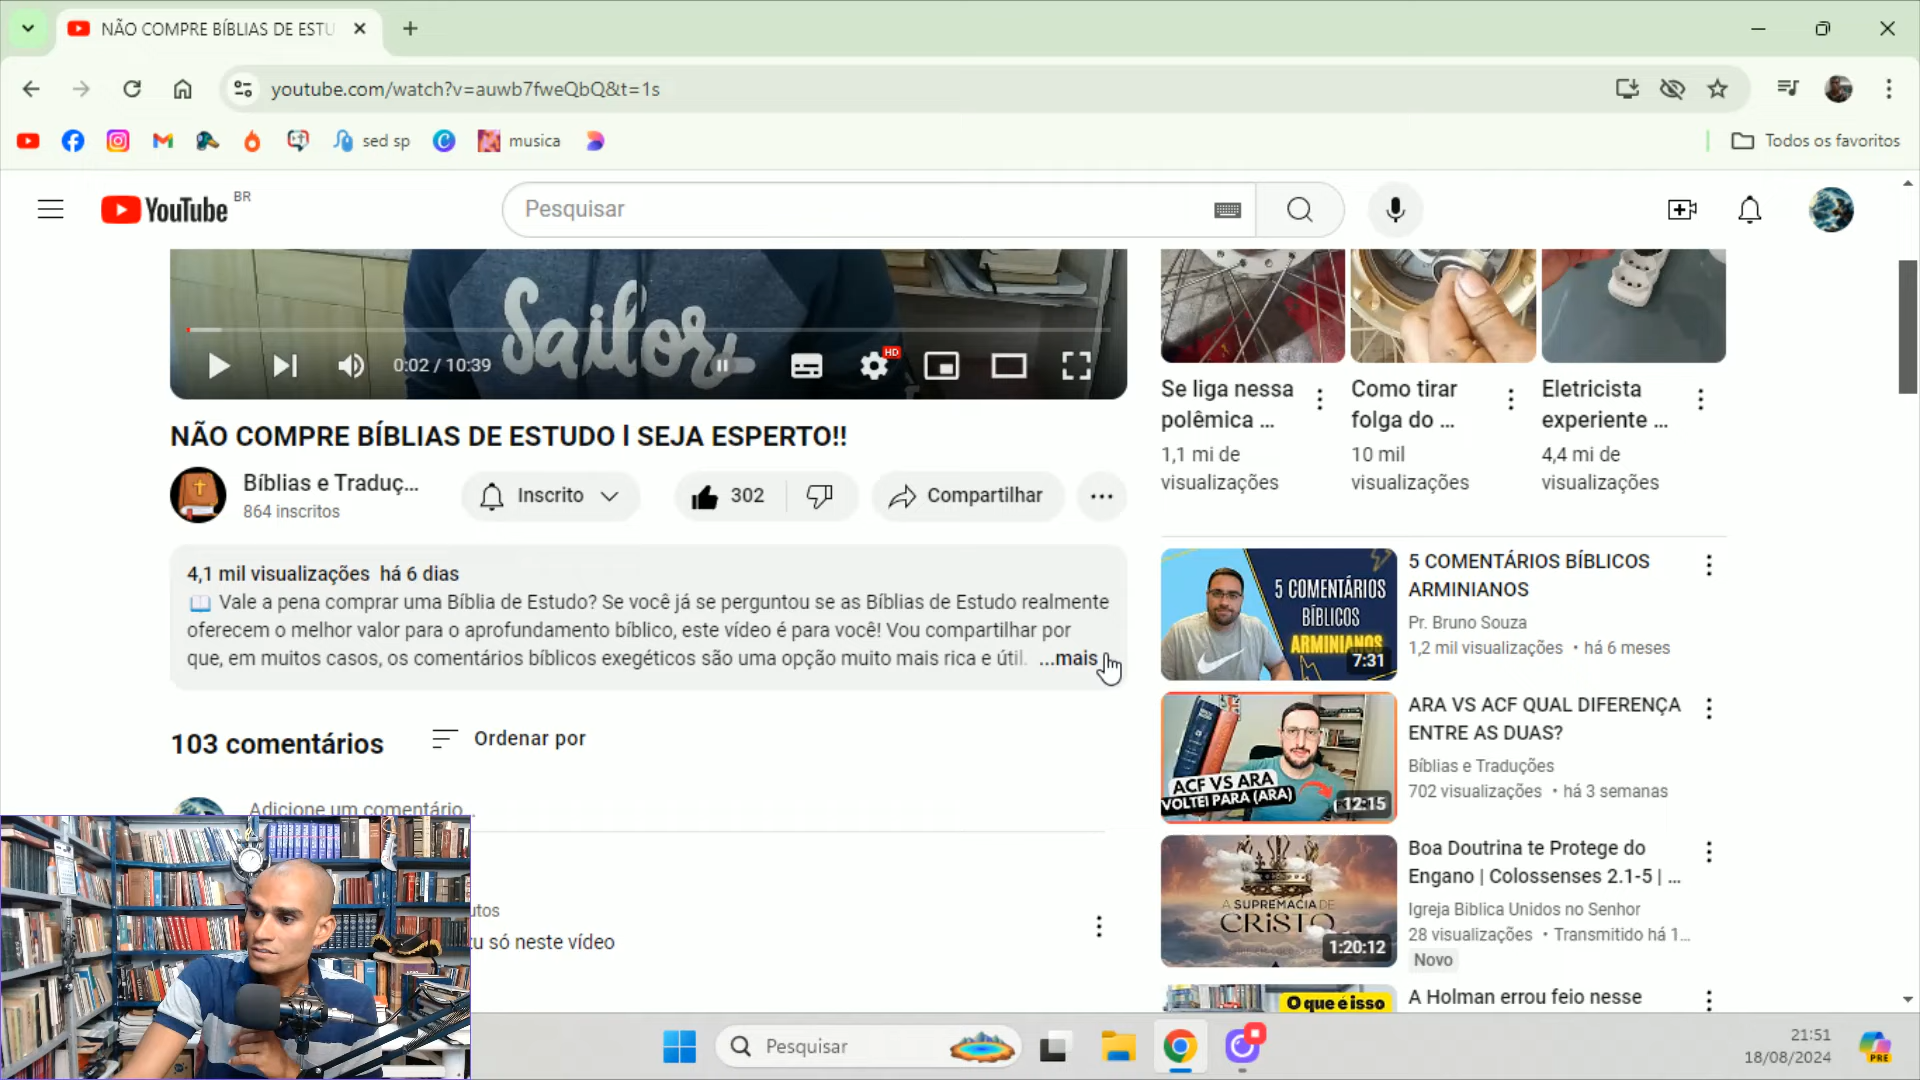 NÃO COMPRE BÍBLIAS DE ESTU
youtube.com/watch?v=auwb7fweQbQ&t=1s
sed sp
musica
Todos os favoritos
YouTube BR
Pesquisar
Sailor
0:02 / 10:39
HD
NÃO COMPRE BÍBLIAS DE ESTUDO l SEJA ESPERTO!!
Bíblias e Traduç...
864 inscritos
Inscrito
302
Compartilhar
4,1 mil visualizações há 6 dias
Vale a pena comprar uma Bíblia de Estudo? Se você já se perguntou se as Bíblias de Estudo realmente
oferecem o melhor valor para o aprofundamento bíblico, este vídeo é para você! Vou compartilhar por
que, em muitos casos, os comentários bíblicos exegéticos são uma opção muito mais rica e útil. ...mais
103 comentários
Ordenar por
Adicione um comentário
utos
tu só neste vídeo
Se liga nessa
polêmica ...
1,1 mi de
visualizações
Como tirar
folga do ...
10 mil
visualizações
Eletricista
experiente ...
4,4 mi de
visualizações
5 COMENTÁRIOS
BÍBLICOS
ARMINIANOS
7:31
5 COMENTÁRIOS BÍBLICOS
ARMINIANOS
Pr. Bruno Souza
1,2 mil visualizações • há 6 meses
ACF VS ARA
VOLTEI PARA (ARA)
12:15
ARA VS ACF QUAL DIFERENÇA
ENTRE AS DUAS?
Bíblias e Traduções
702 visualizações • há 3 semanas
A SUPREMACIA DE
CRISTO
1:20:12
Boa Doutrina te Protege do
Engano | Colossenses 2.1-5 | ...
Igreja Biblica Unidos no Senhor
28 visualizações • Transmitido há 1...
Novo
O que é isso
A Holman errou feio nesse
Pesquisar
21:51
18/08/2024
PRE